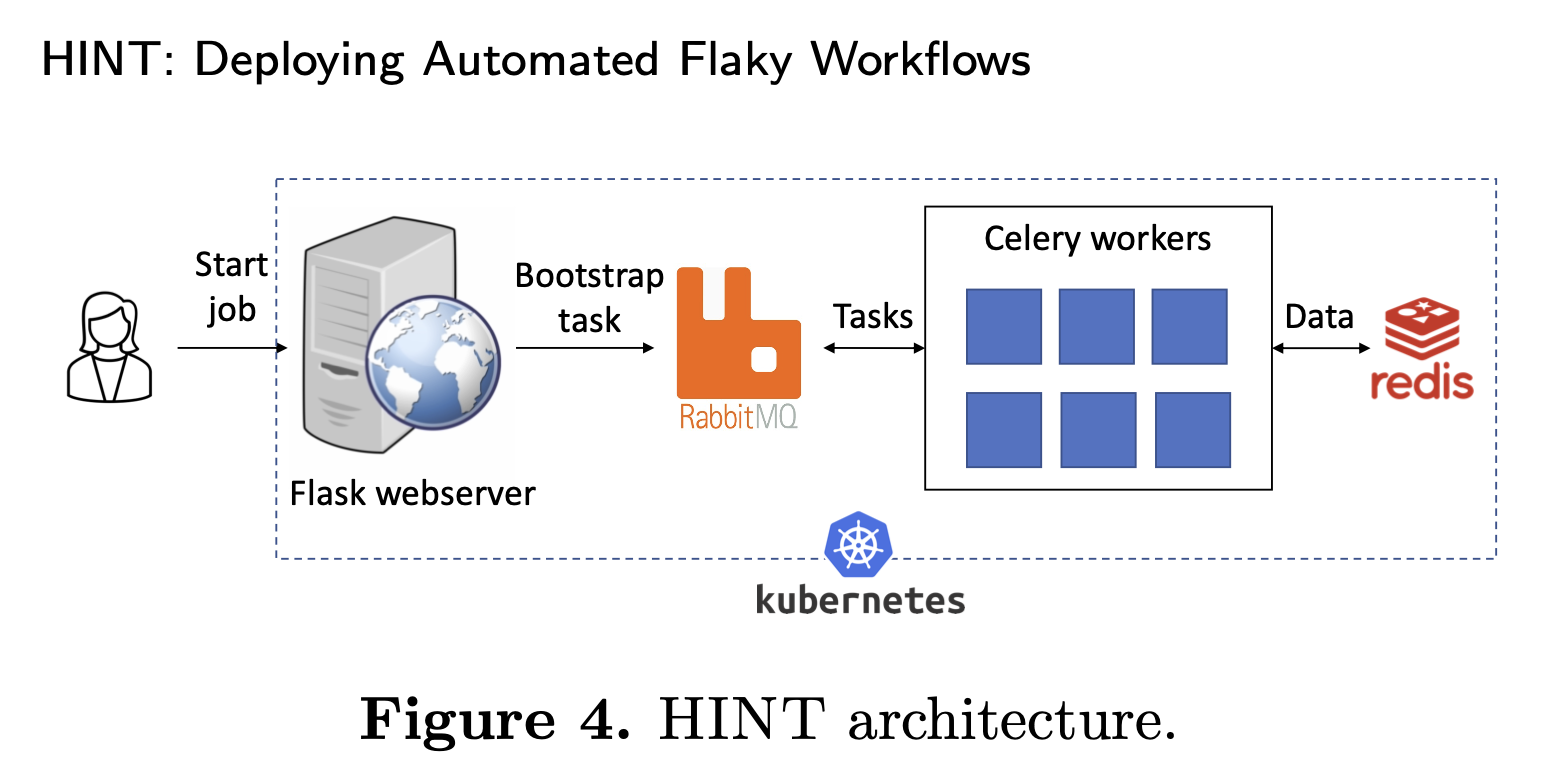 HINT: Deploying Automated Flaky Workflows
Start
job
Flask webserver
Bootstrap
task
RabbitMQ
Tasks
Celery workers
Data
redis
kubernetes
Figure 4. HINT architecture.